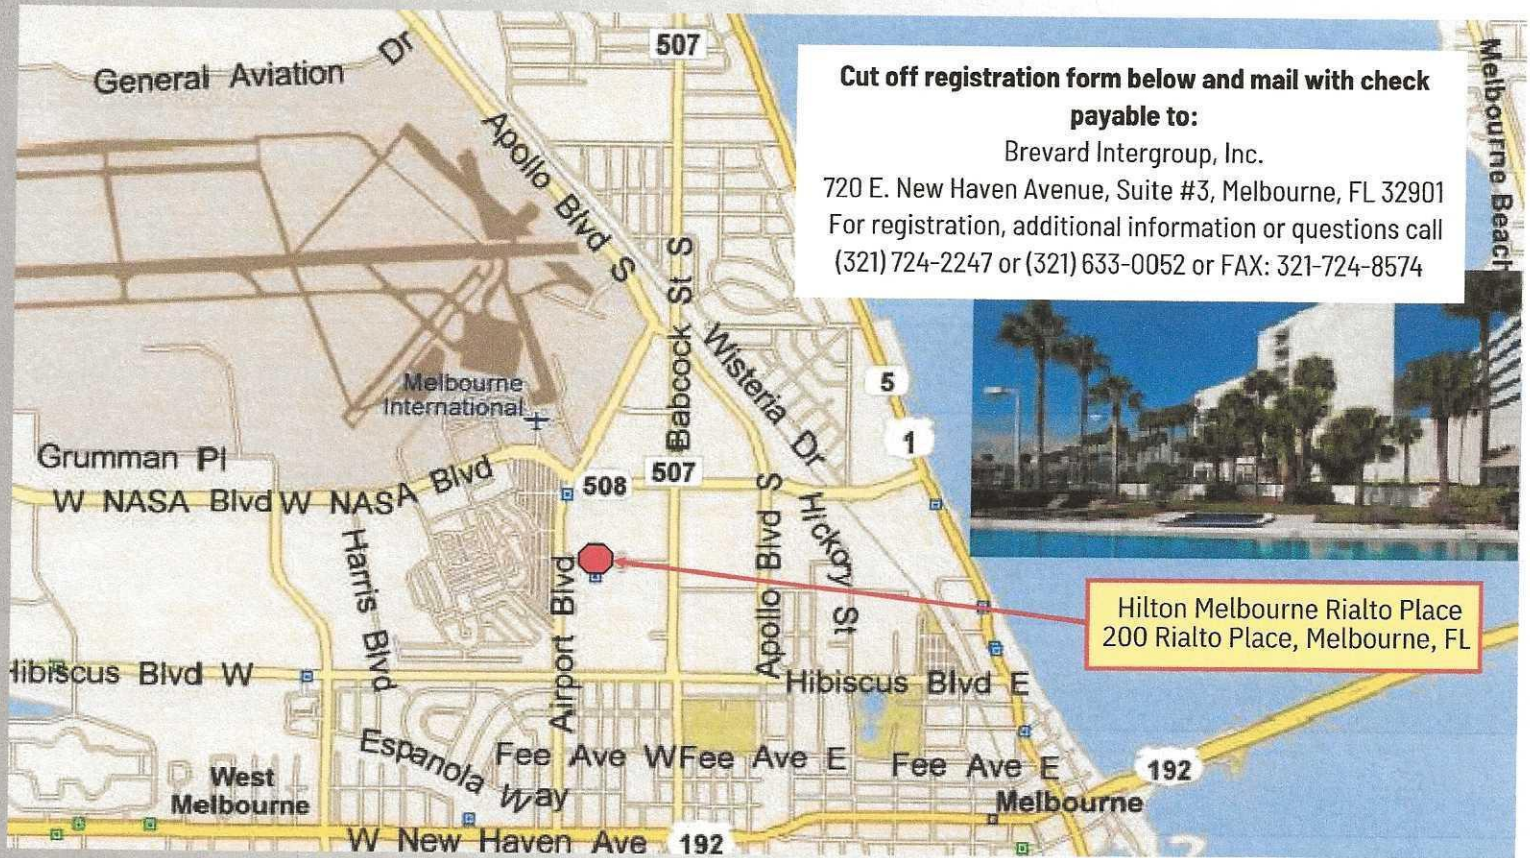 General Aviation Dr
507
Cut off registration form below and mail with check
payable to:
Brevard Intergroup, Inc.
720 E. New Haven Avenue, Suite #3, Melbourne, FL 32901
For registration, additional information or questions call
(321) 724-2247 or (321) 633-0052 or FAX: 321-724-8574
Melbourne Beach
Apollo Blvd S
Babcock St S
Wisteria Dr
5
1
Melbourne
International
Grumman Pl
W NASA Blvd W NASA Blvd
508
507
Harris Blvd
Airport Blvd
Apollo Blvd S
Hickory St
Hilton Melbourne Rialto Place
200 Rialto Place, Melbourne, FL
Hibiscus Blvd W
Hibiscus Blvd E
Espanola Way
Fee Ave W Fee Ave E
Fee Ave E
192
West
Melbourne
Melbourne
W New Haven Ave
192